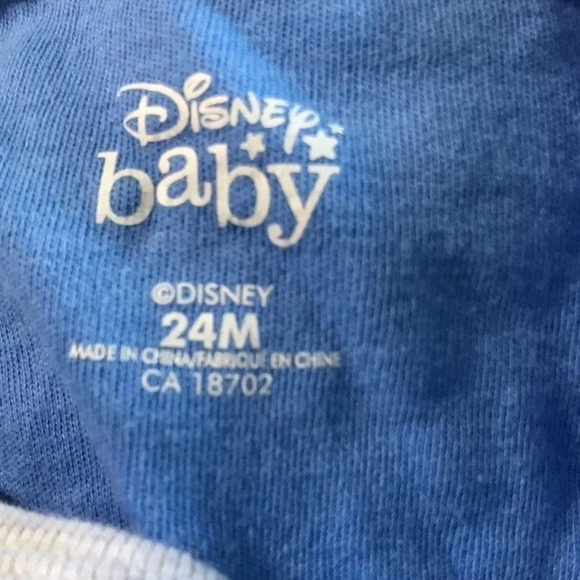 Disney
baby
©DISNEY
24M
MADE IN CHINA/FABRIQUÉ EN CHINE
CA 18702